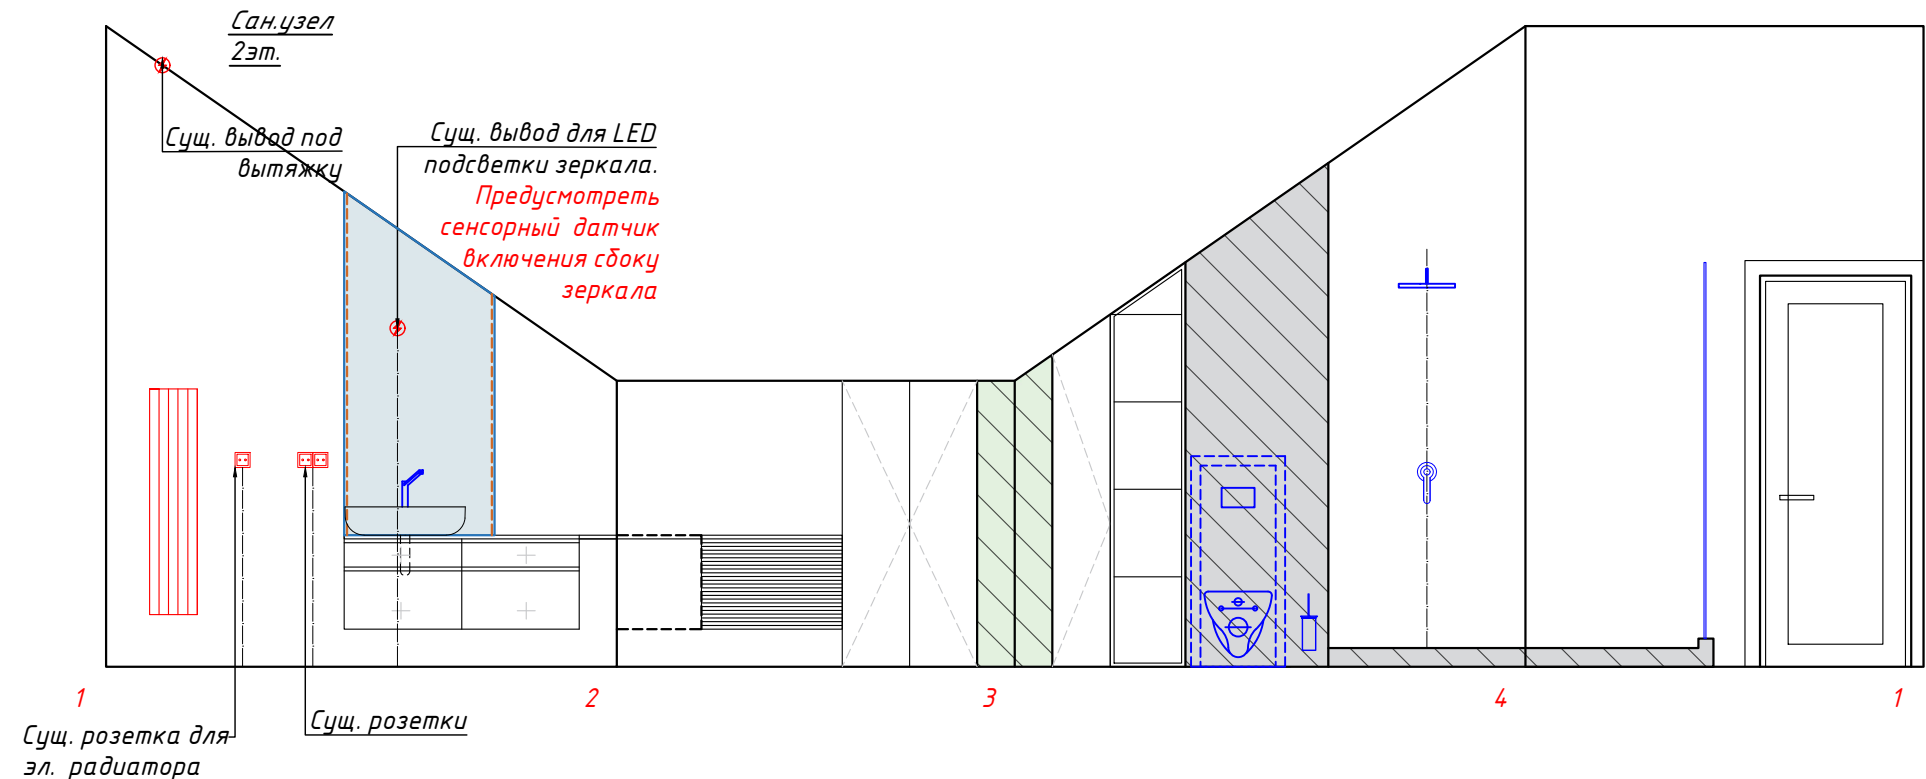 Сан.узел
2эт.
Сущ. вывод под
вытяжку
Сущ. вывод для LED
подсветки зеркала.
Предусмотреть
сенсорный датчик
включения сбоку
зеркала
1
2
3
4
1
Сущ. розетка для
эл. радиатора
Сущ. розетки